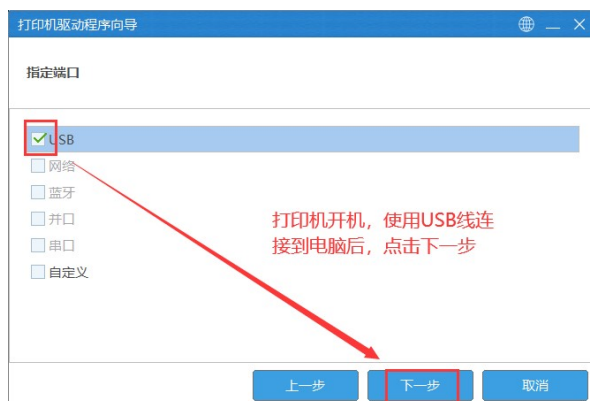 打印机驱动程序向导
指定端口
USB
网络
蓝牙
并口
串口
自定义
打印机开机，使用USB线连
接到电脑后，点击下一步
上一步
下一步
取消